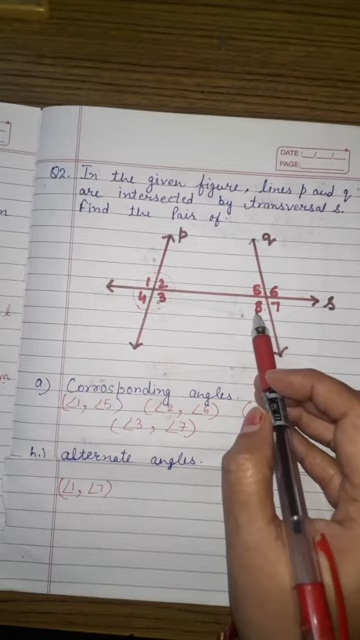 DATE: / /
PAGE:
Q2. In the given figure, lines p and q
are intersected by transversal s.
Find the Pair of:
p
q
1 2
5 6
4 3
8 7
s
a) Corrosponding angles.
(∠1, ∠5) (∠2, ∠6) (
(∠3, ∠7)
b.) alternate angles.
(∠1, ∠7)